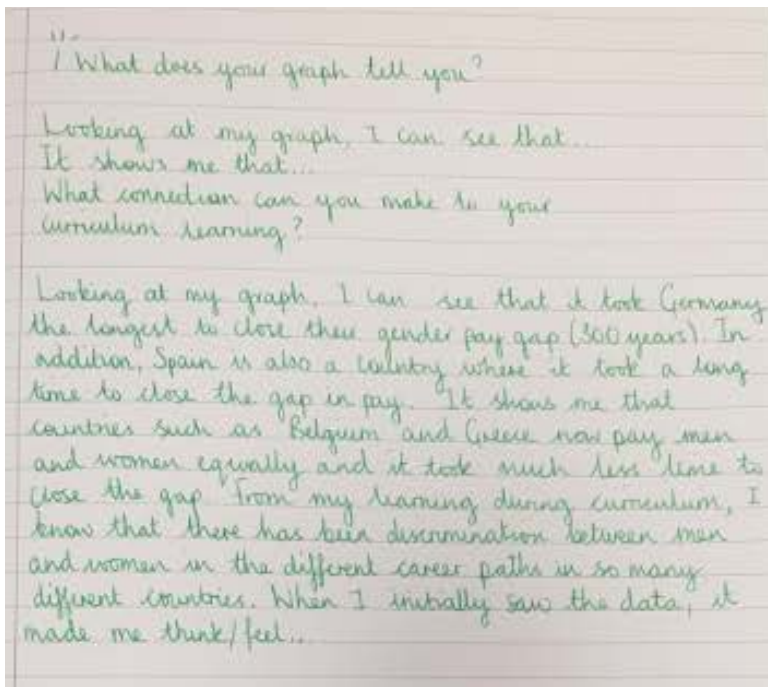 1 What does your graph tell you?
Looking at my graph, I can see that...
It shows me that...
What connection can you make to your
curriculum learning?
Looking at my graph, I can see that it took Germany
the longest to close their gender pay gap (300 years). In
addition, Spain is also a country where it took a long
time to close the gap in pay. It shows me that
countries such as Belgium and Greece now pay men
and women equally and it took much less time to
close the gap. From my learning during curriculum, I
know that there has been discrimination between men
and women in the different career paths in so many
different countries. When I initially saw the data, it
made me think/feel...